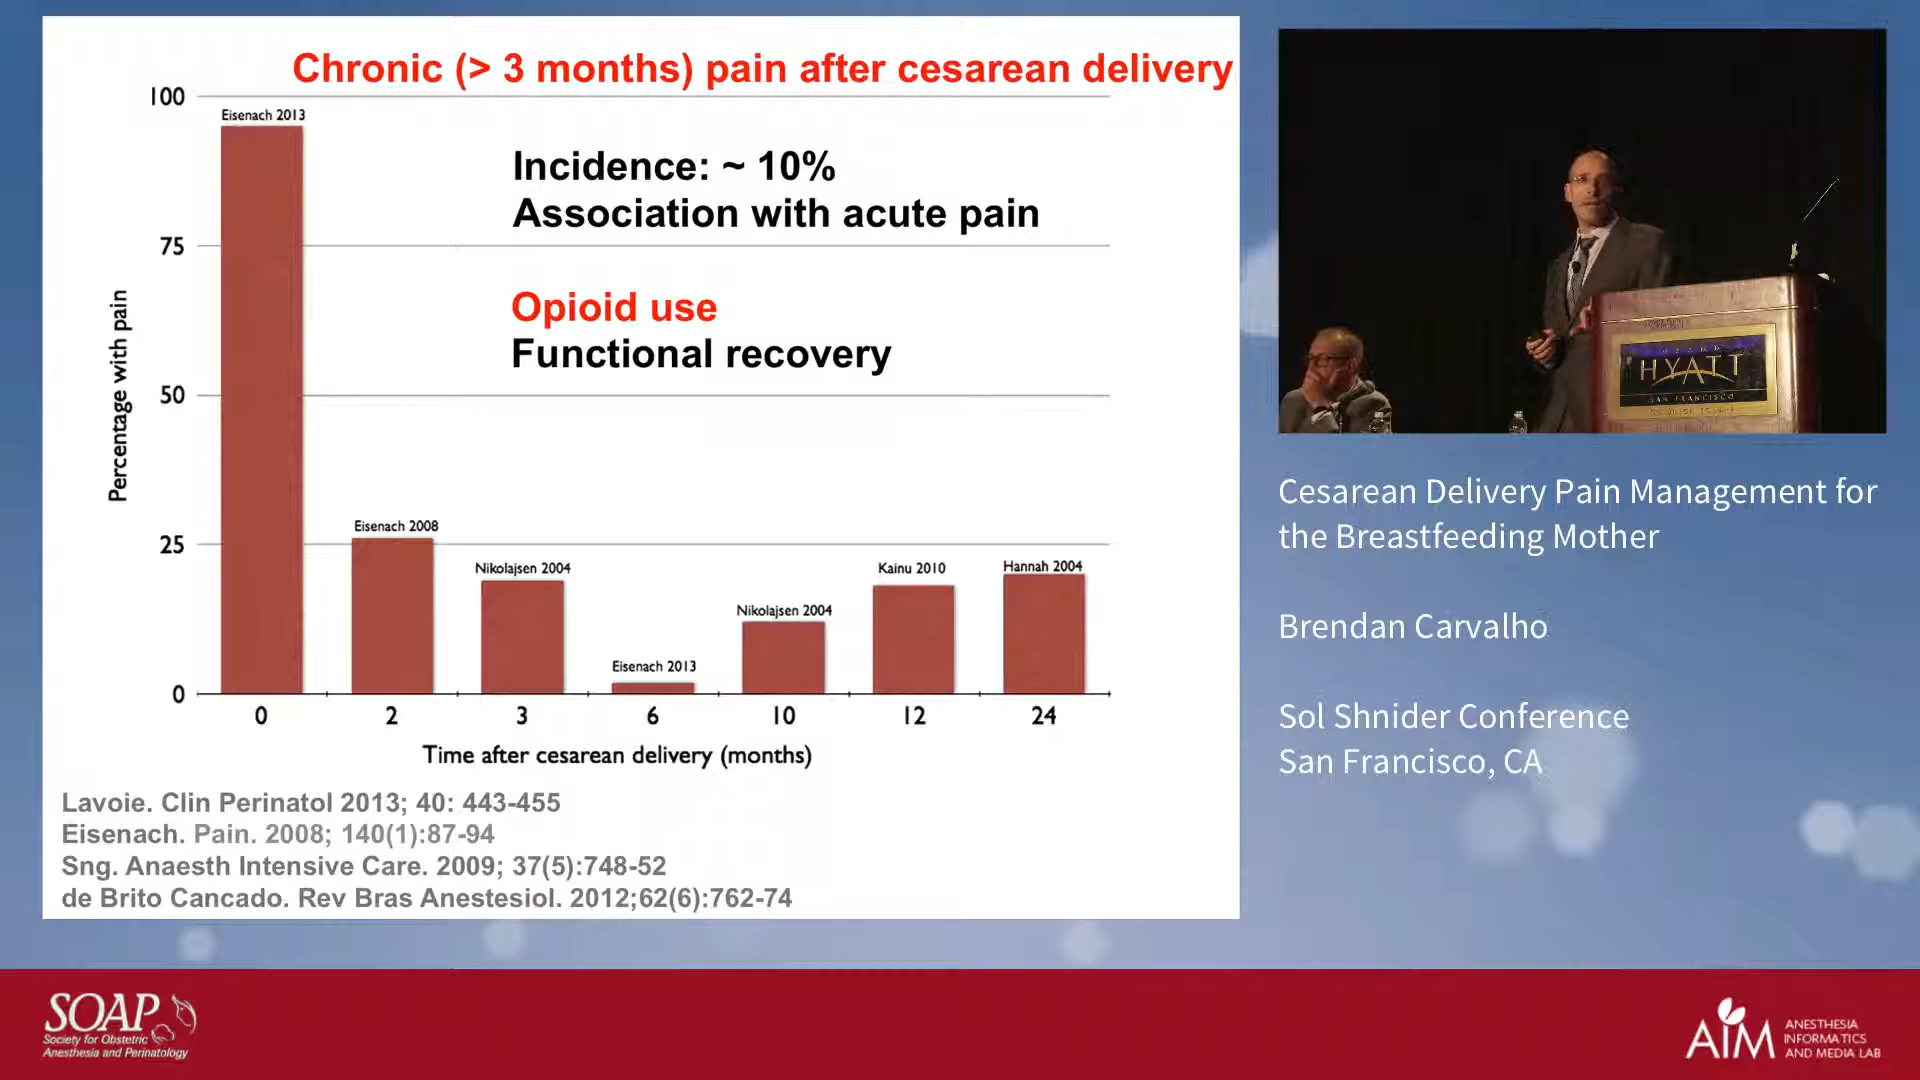 Chronic (> 3 months) pain after cesarean delivery
100
75
50
25
0
Percentage with pain
Eisenach 2013
Eisenach 2008
Nikolajsen 2004
Eisenach 2013
Nikolajsen 2004
Kainu 2010
Hannah 2004
Incidence: ~ 10%
Association with acute pain
Opioid use
Functional recovery
0 2 3 6 10 12 24
Time after cesarean delivery (months)
Lavoie. Clin Perinatol 2013; 40: 443-455
Eisenach. Pain. 2008; 140(1):87-94
Sng. Anaesth Intensive Care. 2009; 37(5):748-52
de Brito Cancado. Rev Bras Anestesiol. 2012;62(6):762-74
GRAND
HYATT
SAN FRANCISCO
Cesarean Delivery Pain Management for
the Breastfeeding Mother
Brendan Carvalho
Sol Shnider Conference
San Francisco, CA
SOAP
Society for Obstetric
Anesthesia and Perinatology
AIM
ANESTHESIA
INFORMATICS
AND MEDIA LAB